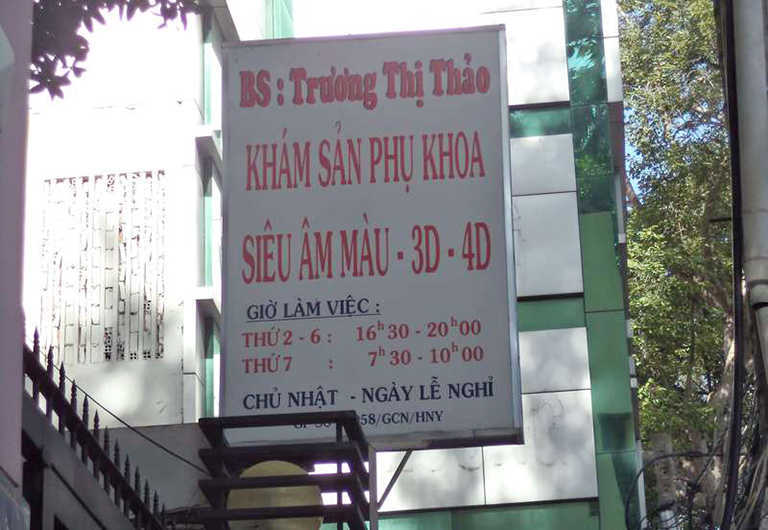 BS : Trương Thị Thảo
KHÁM SẢN PHỤ KHOA
SIÊU ÂM MÀU - 3D - 4D
GIỜ LÀM VIỆC :
THỨ 2 - 6 : 16h30 - 20h00
THỨ 7 : 7h30 - 10h00
CHỦ NHẬT - NGÀY LỄ NGHỈ
58/GCN/HNY